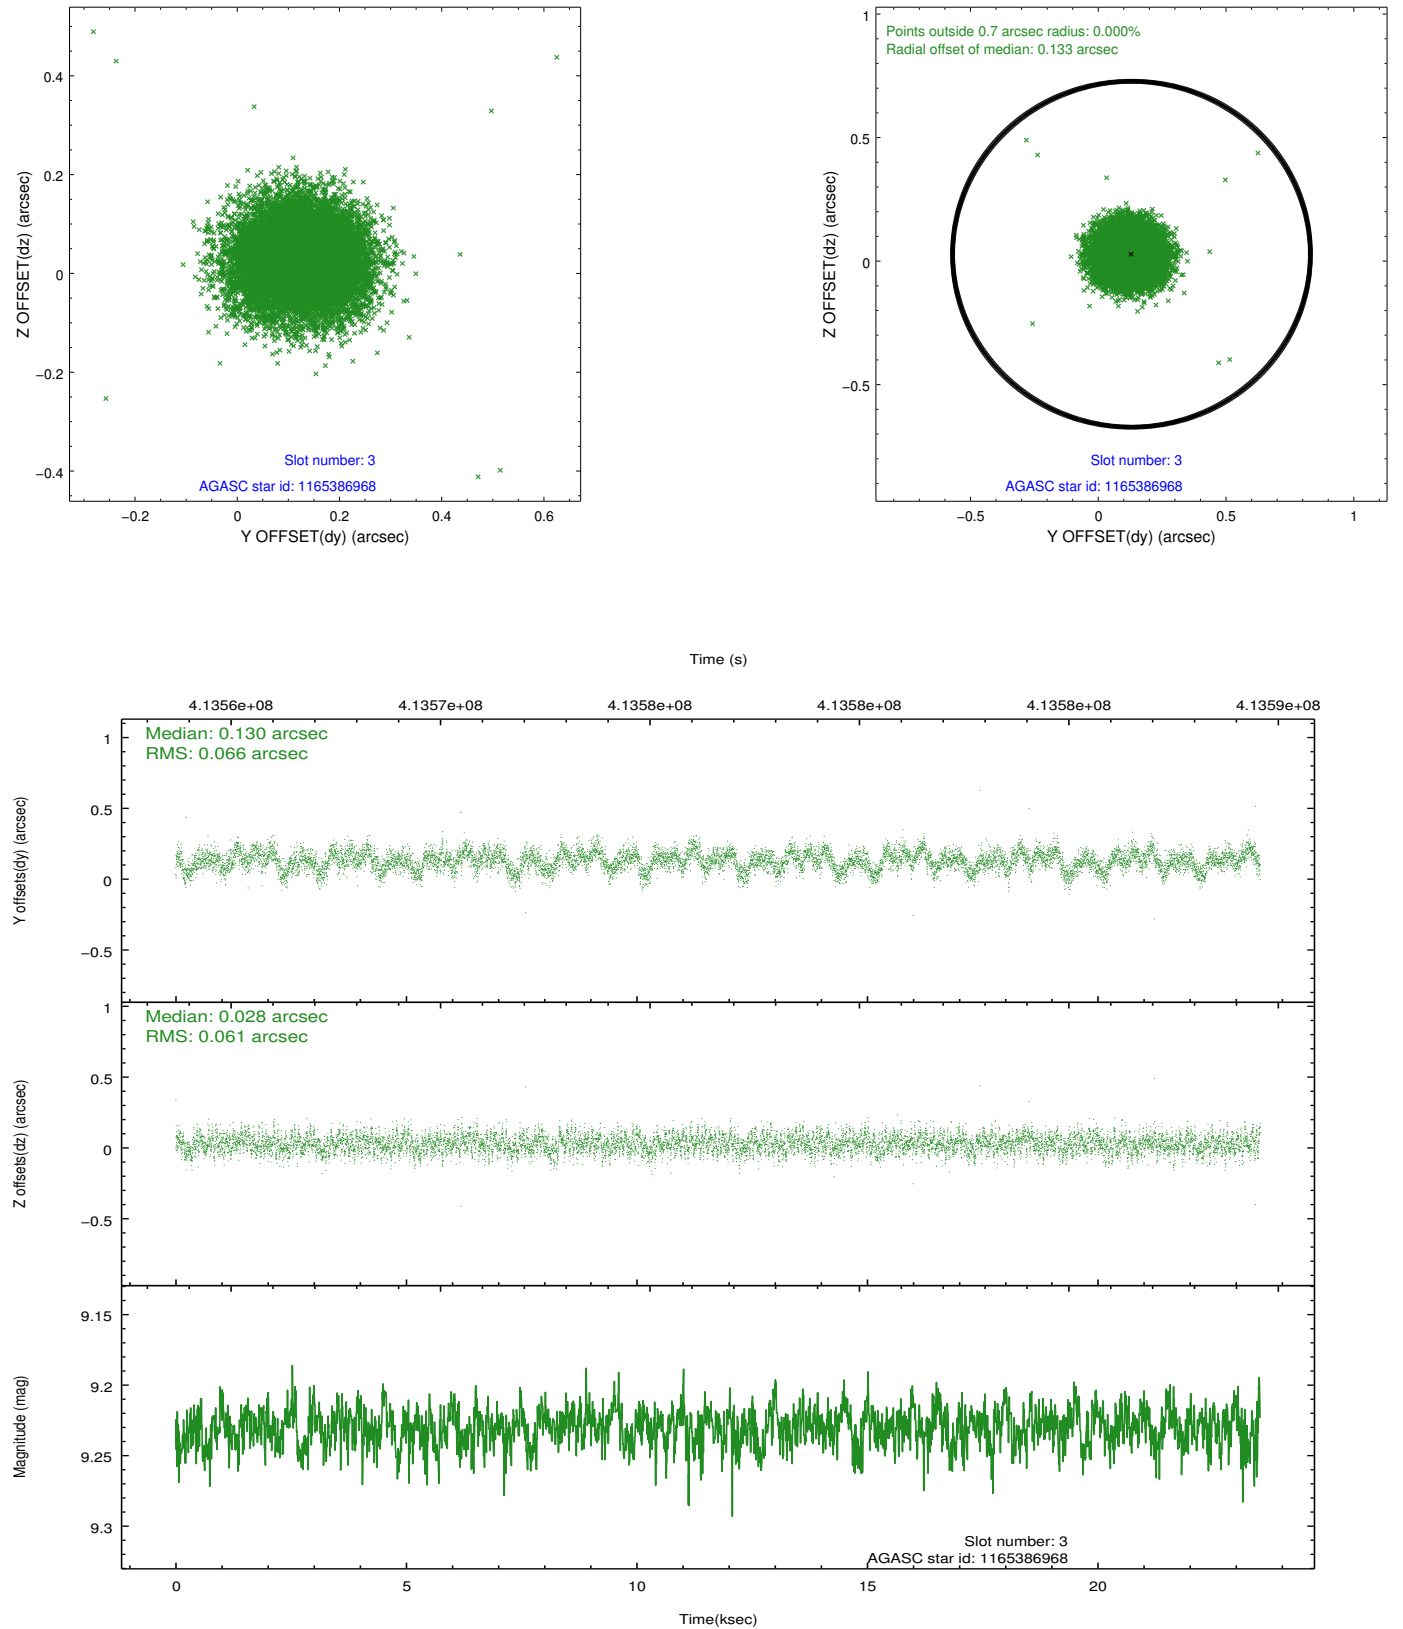 0.4
0.2
0
−0.2
−0.4
Z OFFSET(dz) (arcsec)
Slot number: 3
AGASC star id: 1165386968
−0.2 0 0.2 0.4 0.6
Y OFFSET(dy) (arcsec)
1
0.5
0
−0.5
Z OFFSET(dz) (arcsec)
Points outside 0.7 arcsec radius: 0.000%
Radial offset of median: 0.133 arcsec
Slot number: 3
AGASC star id: 1165386968
−0.5 0 0.5 1
Y OFFSET(dy) (arcsec)
Time (s)
4.1356e+08 4.1357e+08 4.1358e+08 4.1358e+08 4.1358e+08 4.1359e+08
Median: 0.130 arcsec
RMS: 0.066 arcsec
1
0.5
0
−0.5
Y offsets(dy) (arcsec)
Median: 0.028 arcsec
RMS: 0.061 arcsec
1
0.5
0
−0.5
Z offsets(dz) (arcsec)
9.15
9.2
9.25
9.3
Magnitude (mag)
Slot number: 3
AGASC star id: 1165386968
0 5 10 15 20
Time(ksec)